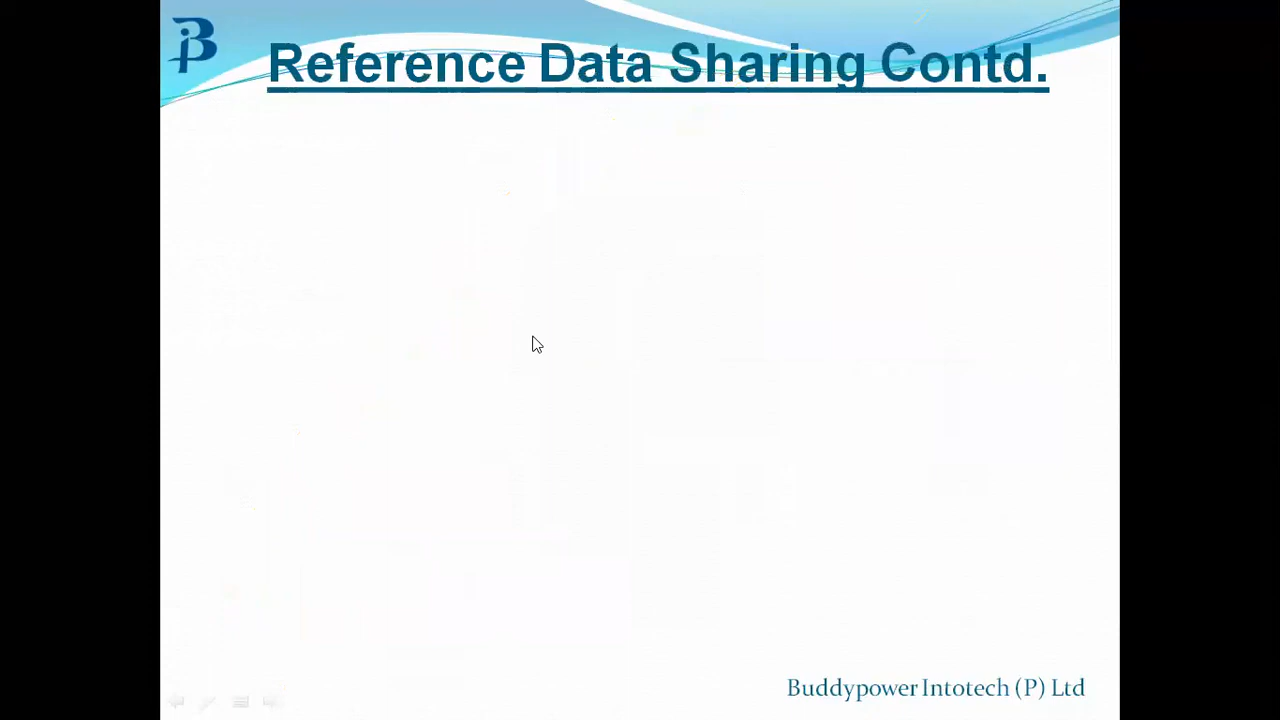 Reference Data Sharing Contd.
Buddypower Intotech (P) Ltd